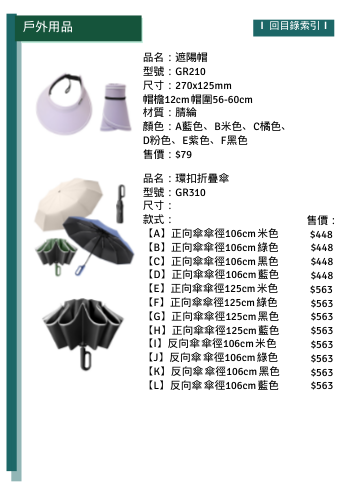 戶外用品
I 回目錄索引 I
品名：遮陽帽
型號：GR210
尺寸：270x125mm
帽檐12cm 帽圍56-60cm
材質：腈綸
顏色：A藍色、B米色、C橘色、
D粉色、E紫色、F黑色
售價：$79
品名：環扣折疊傘
型號：GR310
尺寸：
款式： 售價：
【A】正向傘傘徑106cm 米色 $448
【B】正向傘傘徑106cm 綠色 $448
【C】正向傘傘徑106cm 黑色 $448
【D】正向傘傘徑106cm 藍色 $448
【E】正向傘傘徑125cm 米色 $563
【F】正向傘傘徑125cm 綠色 $563
【G】正向傘傘徑125cm 黑色 $563
【H】正向傘傘徑125cm 藍色 $563
【I】反向傘 傘徑106cm 米色 $563
【J】反向傘 傘徑106cm 綠色 $563
【K】反向傘 傘徑106cm 黑色 $563
【L】反向傘 傘徑106cm 藍色 $563